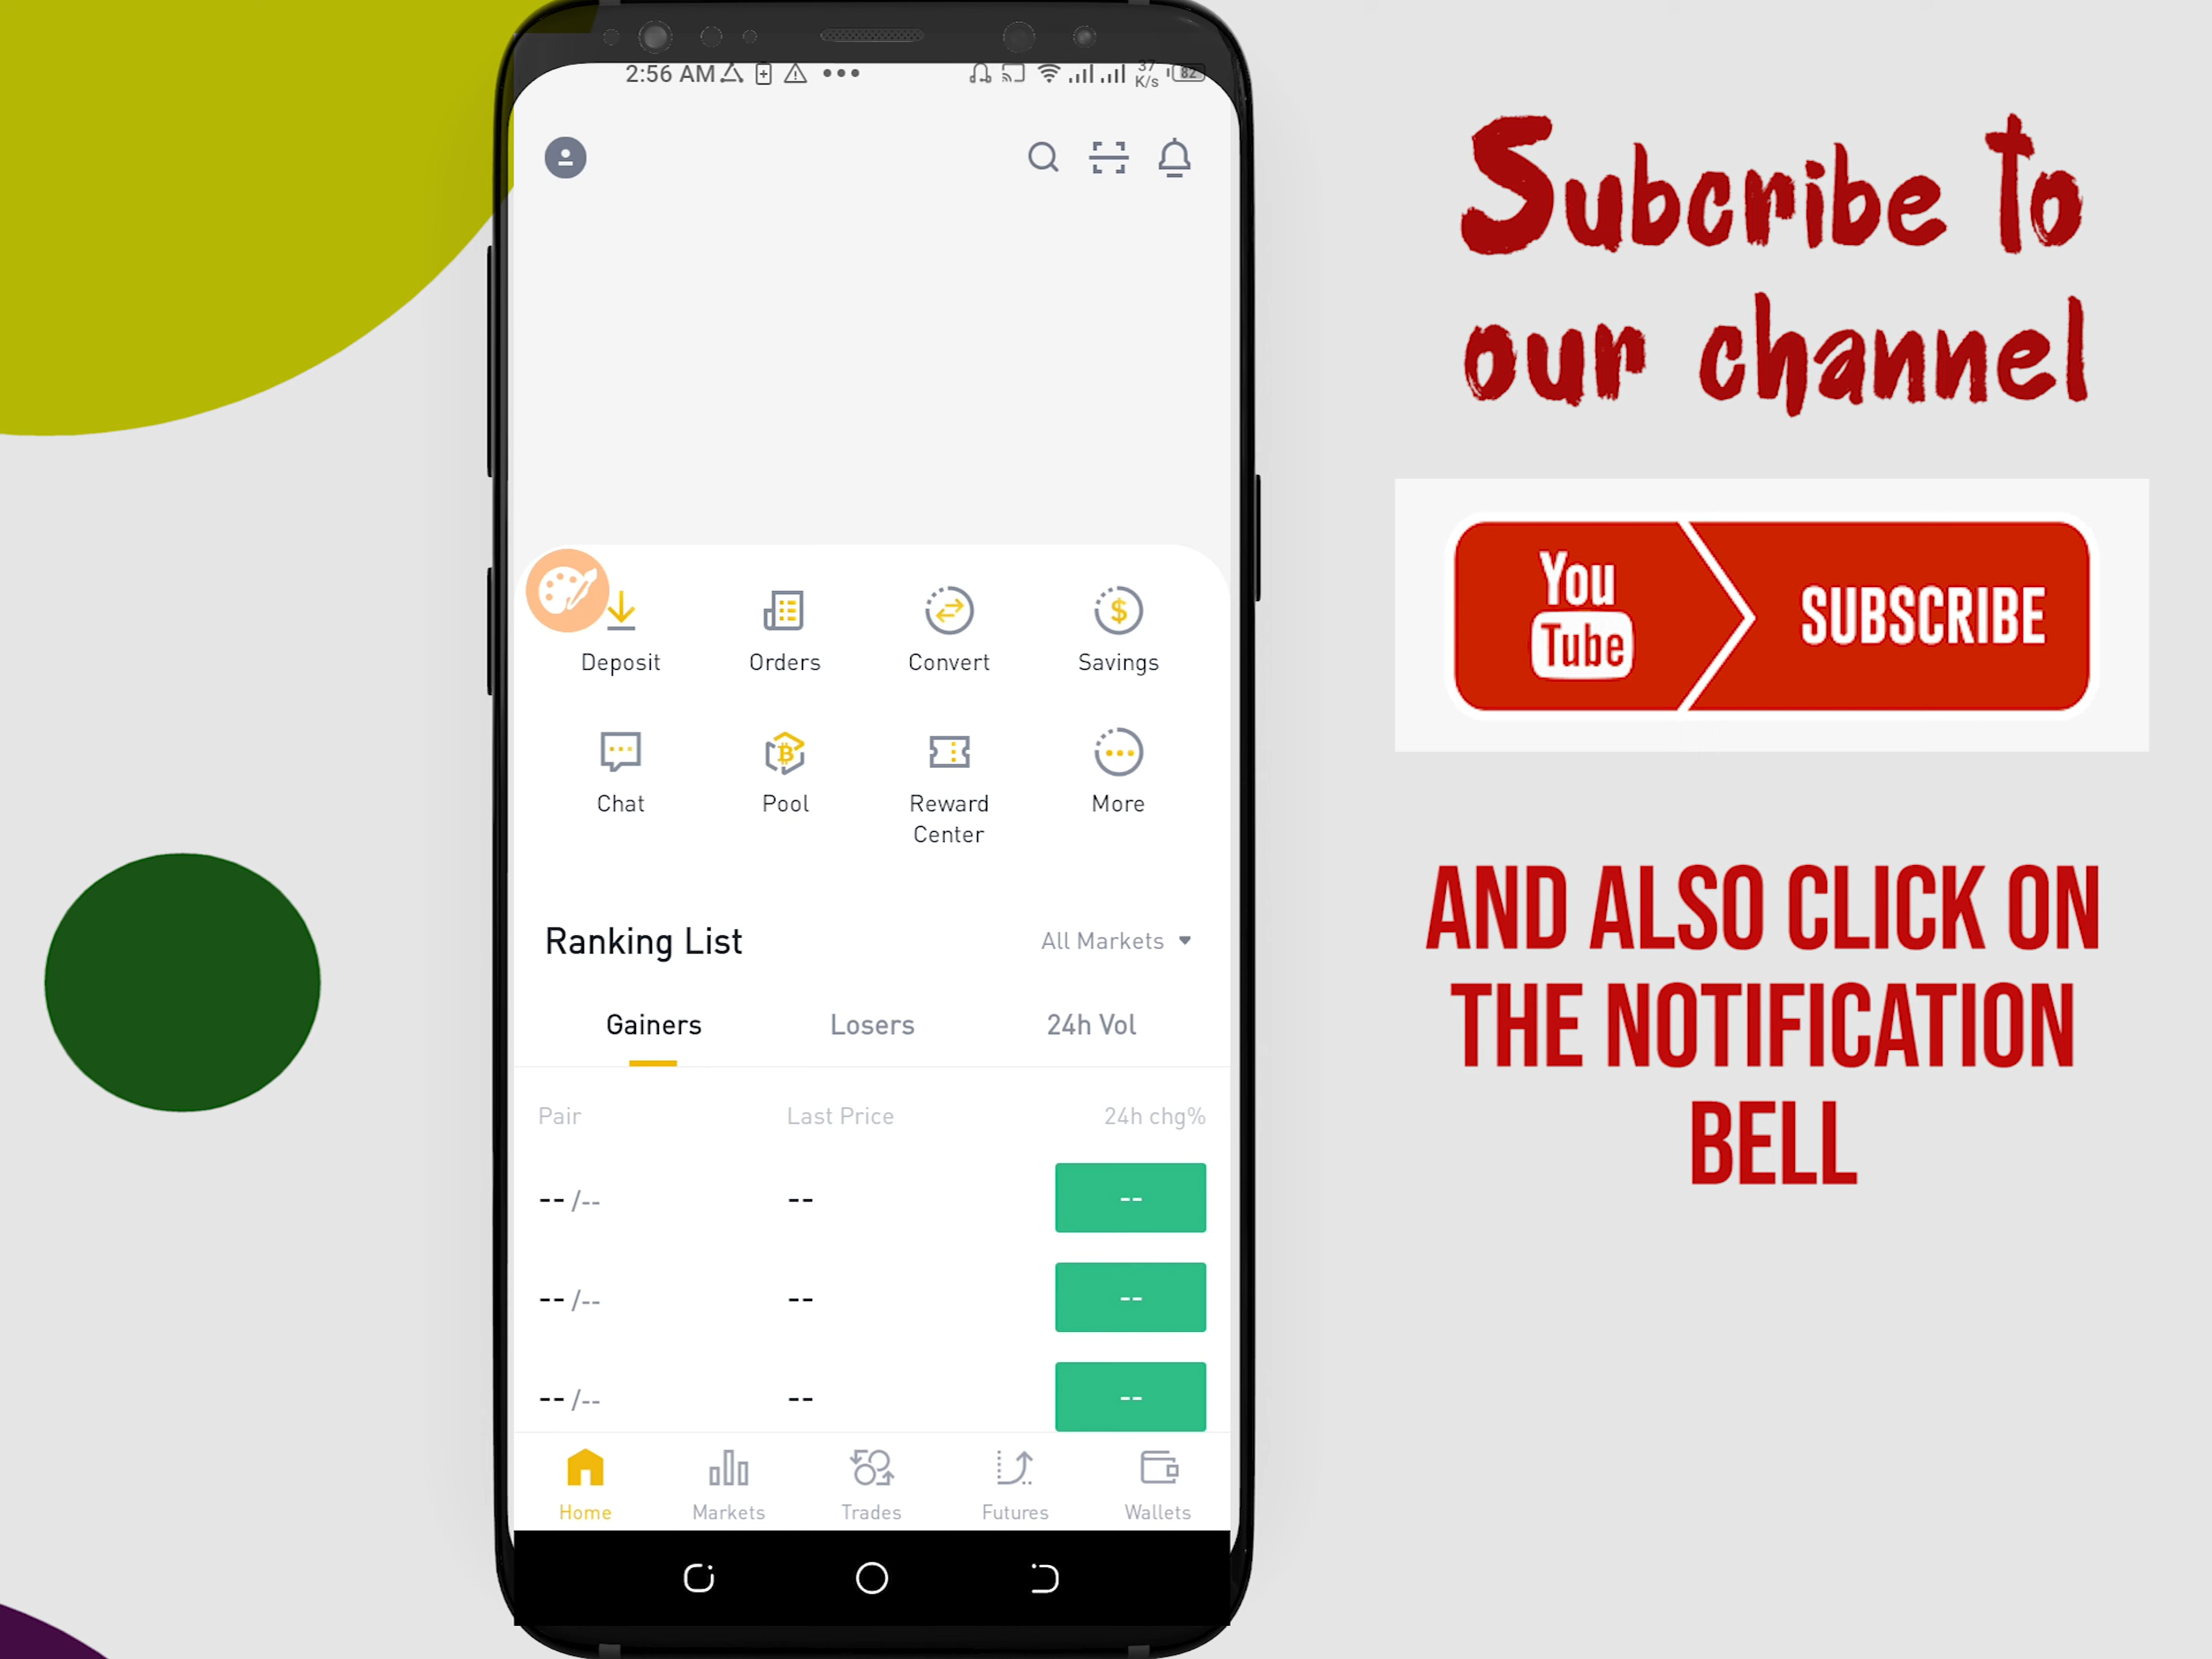 2:56 AM
37
K/s
82
Deposit
Orders
Convert
Savings
Chat
Pool
Reward
Center
More
Ranking List
All Markets
Gainers
Losers
24h Vol
Pair
Last Price
24h chg%
-- /--
--
--
-- /--
--
--
-- /--
--
--
Home
Markets
Trades
Futures
Wallets
Subcribe to
our channel
You
Tube
SUBSCRIBE
AND ALSO CLICK ON
THE NOTIFICATION
BELL